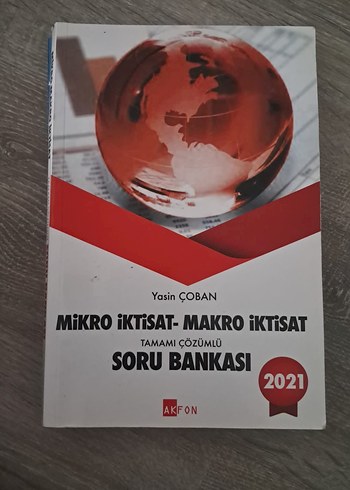 Yasin ÇOBAN
MİKRO İKTİSAT- MAKRO İKTİSAT
TAMAMI ÇÖZÜMLÜ
SORU BANKASI
2021
AKFON